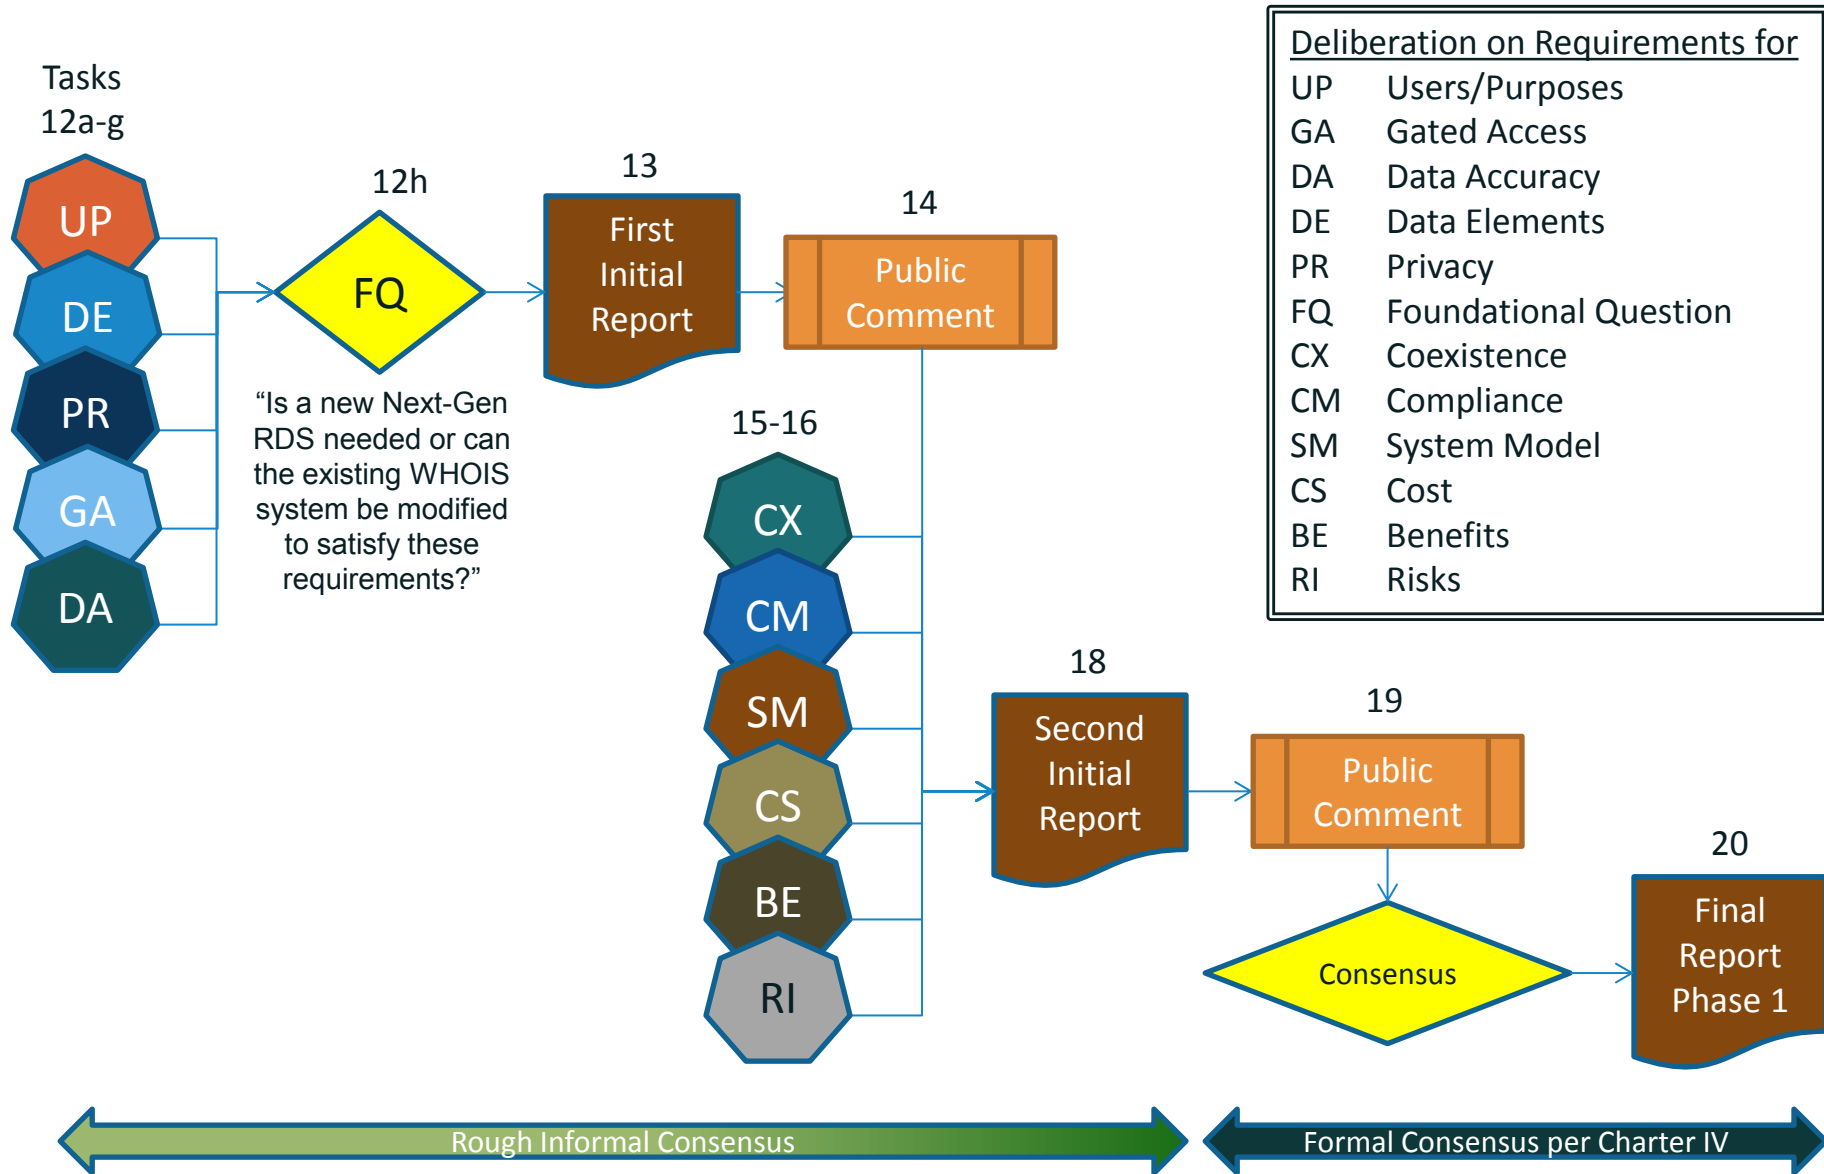 Tasks
12a-g
UP
DE
PR
GA
DA
12h
FQ
“Is a new Next-Gen
RDS needed or can
the existing WHOIS
system be modified
to satisfy these
requirements?”
13
First
Initial
Report
14
Public
Comment
15-16
CX
CM
SM
CS
BE
RI
18
Second
Initial
Report
19
Public
Comment
Consensus
20
Final
Report
Phase 1
Deliberation on Requirements for
UP Users/Purposes
GA Gated Access
DA Data Accuracy
DE Data Elements
PR Privacy
FQ Foundational Question
CX Coexistence
CM Compliance
SM System Model
CS Cost
BE Benefits
RI Risks
Rough Informal Consensus
Formal Consensus per Charter IV